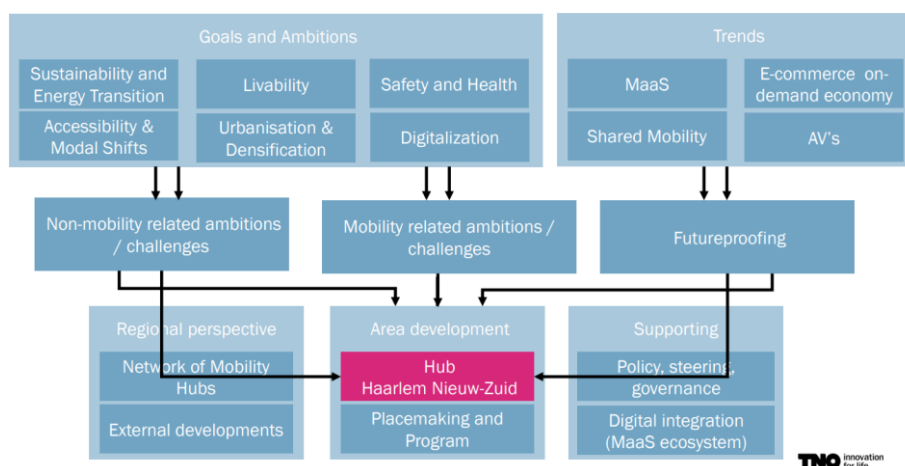 Goals and Ambitions
Trends
Sustainability and
Energy Transition
Livability
Safety and Health
MaaS
E-commerce on-
demand economy
Accessibility &
Modal Shifts
Urbanisation &
Densification
Digitalization
Shared Mobility
AV's
Non-mobility related ambitions
/ challenges
Mobility related ambitions /
challenges
Futureproofing
Regional perspective
Area development
Supporting
Network of Mobility
Hubs
Hub
Haarlem Nieuw-Zuid
Policy, steering,
governance
External developments
Placemaking and
Program
Digital integration
(MaaS ecosystem)
TNO innovation
for life